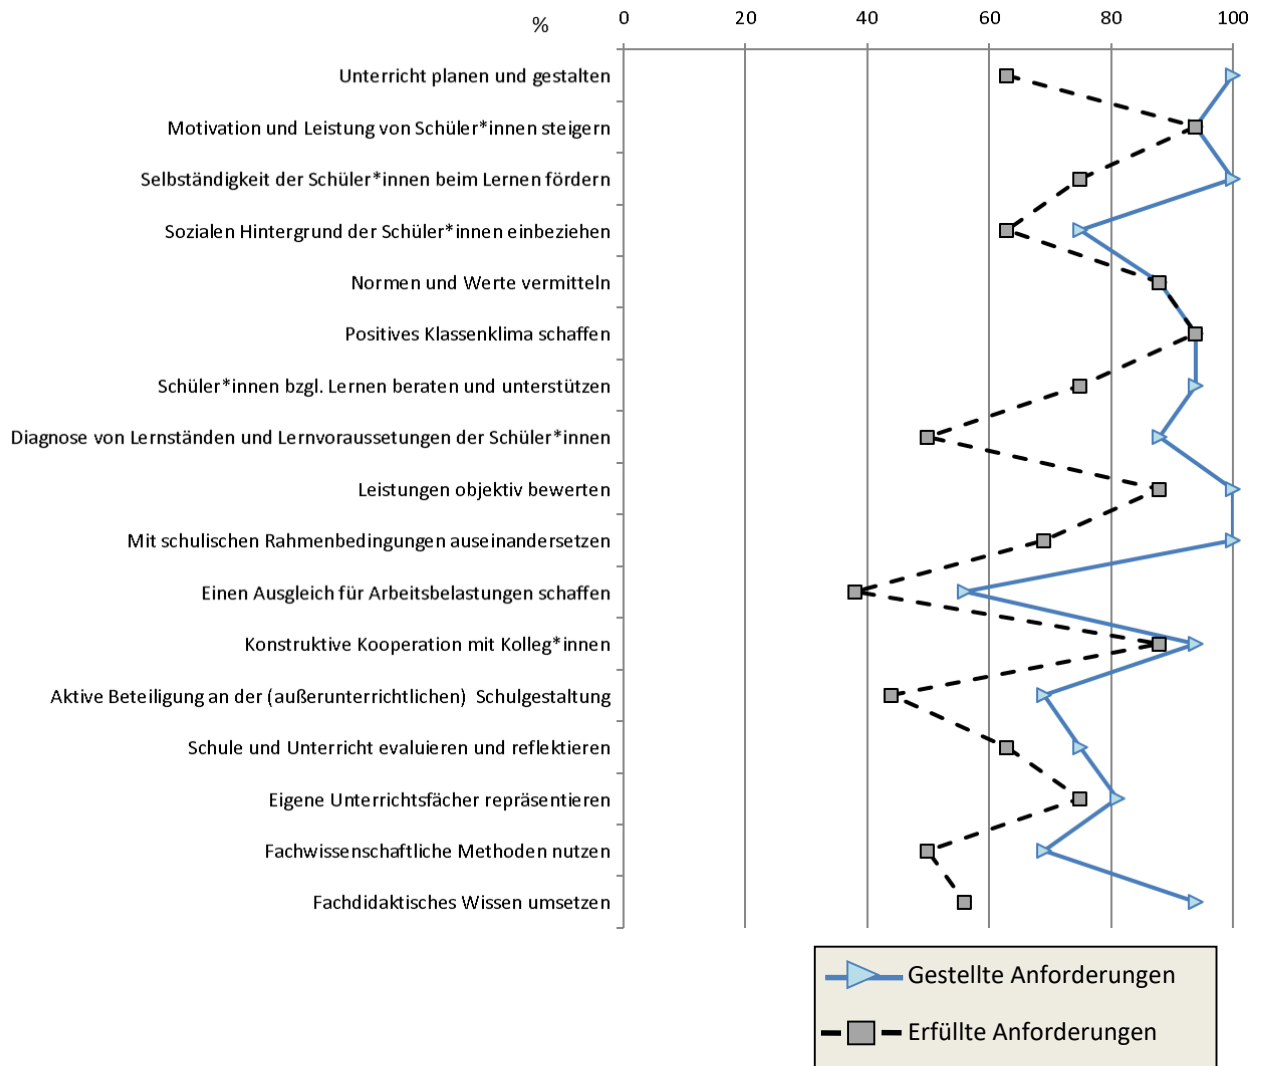 % 0 20 40 60 80 100
Unterricht planen und gestalten
Motivation und Leistung von Schüler*innen steigern
Selbständigkeit der Schüler*innen beim Lernen fördern
Sozialen Hintergrund der Schüler*innen einbeziehen
Normen und Werte vermitteln
Positives Klassenklima schaffen
Schüler*innen bzgl. Lernen beraten und unterstützen
Diagnose von Lernständen und Lernvoraussetungen der Schüler*innen
Leistungen objektiv bewerten
Mit schulischen Rahmenbedingungen auseinandersetzen
Einen Ausgleich für Arbeitsbelastungen schaffen
Konstruktive Kooperation mit Kolleg*innen
Aktive Beteiligung an der (außerunterrichtlichen) Schulgestaltung
Schule und Unterricht evaluieren und reflektieren
Eigene Unterrichtsfächer repräsentieren
Fachwissenschaftliche Methoden nutzen
Fachdidaktisches Wissen umsetzen
Gestellte Anforderungen
Erfüllte Anforderungen